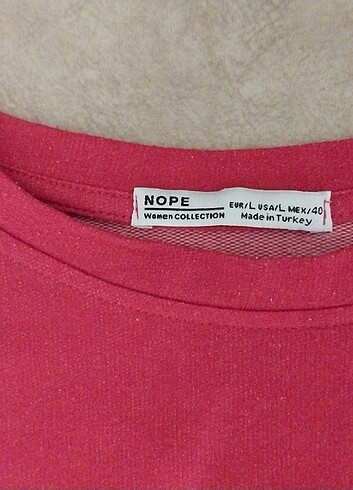 NOPE
Women COLLECTION
EUR/L USA/L MEX/40
Made in Turkey